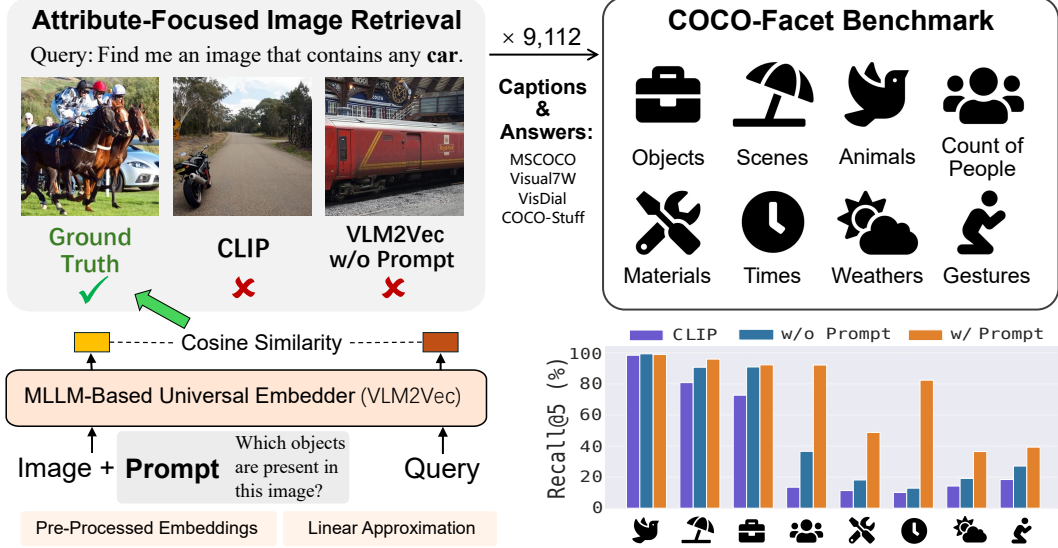 Attribute-Focused Image Retrieval
Query: Find me an image that contains any car.
Ground
Truth
CLIP
VLM2Vec
w/o Prompt
Cosine Similarity
MLLM-Based Universal Embedder (VLM2Vec)
Image + Prompt
Which objects
are present in
this image?
Query
Pre-Processed Embeddings
Linear Approximation
× 9,112
Captions
&
Answers:
MSCOCO
Visual7W
VisDial
COCO-Stuff
COCO-Facet Benchmark
Objects
Scenes
Animals
Count of
People
Materials
Times
Weathers
Gestures
CLIP
w/o Prompt
w/ Prompt
Recall@5 (%)
100
80
60
40
20
0